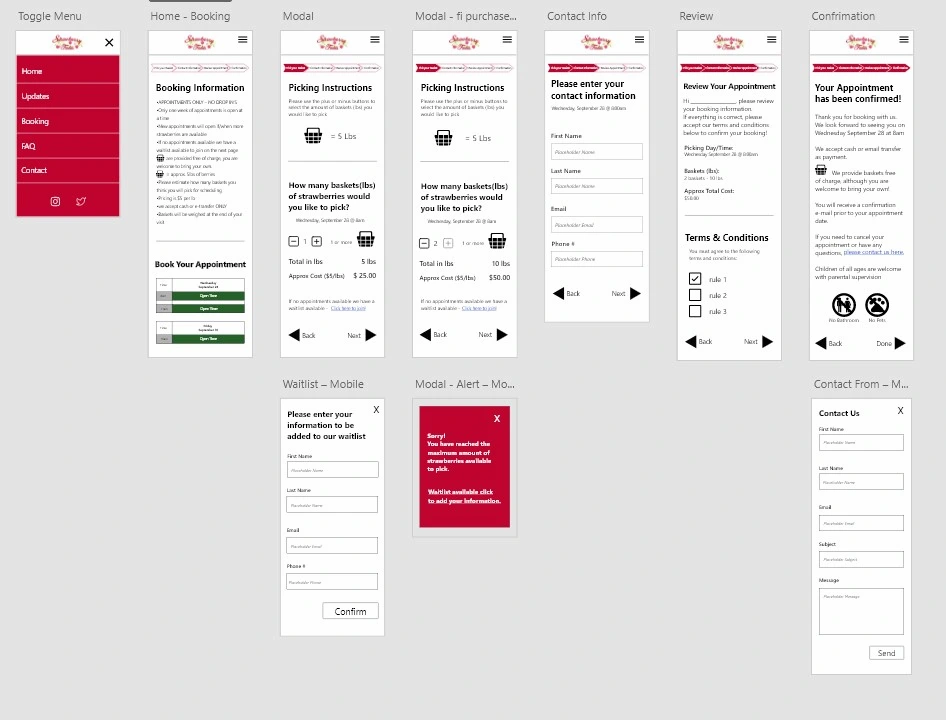 Toggle Menu
Home
Updates
Booking
FAQ
Contact
Home - Booking
Booking Information
•APPOINTMENTS ONLY - NO DROP INS
•Only one week of appointments is open at
a time
•New appointments will open if/when more
strawberries are available
•If no appointments available we have a
waitlist available to join on the next page
are provided free of charge, you are
welcome to bring your own.
= approx 5lbs of berries
•Please estimate how many baskets you
think you will pick for scheduling
•Pricing is $5 per lb
•we accept cash or e-transfer ONLY
•Baskets will be weighed at the end of your
visit
Book Your Appointment
Wednesday
September 28
Open Time
Open Time
Friday
September 30
Open Time
Modal
Picking Instructions
Please use the plus or minus buttons to
select the amount of baskets (lbs) you
would like to pick
= 5 Lbs
How many baskets(lbs)
of strawberries would
you like to pick?
Wednesday, September 28 @ 8am
1
1 or more
Total in lbs 5 lbs
Approx Cost ($5/lbs) $ 25.00
If no appointments available we have a
waitlist available - Click here to join!
Back Next
Modal - fi purchase...
Picking Instructions
Please use the plus or minus buttons to
select the amount of baskets (lbs) you
would like to pick
= 5 Lbs
How many baskets(lbs)
of strawberries would
you like to pick?
Wednesday, September 28 @ 8am
2
1 or more
Total in lbs 10 lbs
Approx Cost ($5/lbs) $50.00
If no appointments available we have a
waitlist available - Click here to join!
Back Next
Contact Info
Please enter your
contact information
Wednesday, September 28 @ 8:00am
First Name
Placeholder Name
Last Name
Placeholder Name
Email
Placeholder Email
Phone #
Placeholder Phone
Back Next
Review
Review Your Appointment
Hi ______________, please review
your booking information.
If everything is correct, please
accept our terms and conditions
below to confirm your booking!
Picking Day/Time:
Wednesday September 28 @ 8:00am
Baskets (lbs):
2 baskets - 10 lbs
Approx Total Cost:
$50.00
Terms & Conditions
You must agree to the following
terms and conditions:
rule 1
rule 2
rule 3
Back Next
Confrimation
Your Appointment
has been confirmed!
Thank you for booking with us.
We look forward to seeing you on
Wednesday September 28 at 8am
We accept cash or email transfer
as payment.
We provide baskets free
of charge, although you are
welcome to bring your own!
You will receive a confirmation
e-mail prior to your appointment
date.
If you need to cancel your
appointment or have any
questions, please contact us here.
Children of all ages are welcome
with parental supervision
No Bathroom No Pets
Back Done
Waitlist – Mobile
X
Please enter your
information to be
added to our waitlist
First Name
Placeholder Name
Last Name
Placeholder Name
Email
Placeholder Email
Phone #
Placeholder Phone
Confirm
Modal - Alert – Mo...
X
Sorry!
You have reached the
maximum amount of
strawberries available
to pick.
Waitlist available click
to add your information.
Contact From – M...
Contact Us X
First Name
Placeholder Name
Last Name
Placeholder Name
Email
Placeholder Email
Subject
Placeholder Subject
Message
Placeholder Message
Send